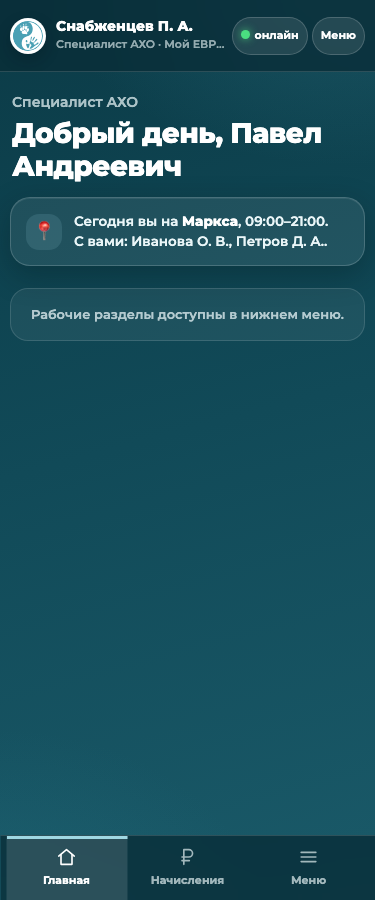 Снабженцев П. А.
Специалист АХО · Мой ЕВР...
онлайн
Меню
Специалист АХО
Добрый день, Павел
Андреевич
Сегодня вы на Маркса, 09:00–21:00.
С вами: Иванова О. В., Петров Д. А..
Рабочие разделы доступны в нижнем меню.
Главная
Начисления
Меню